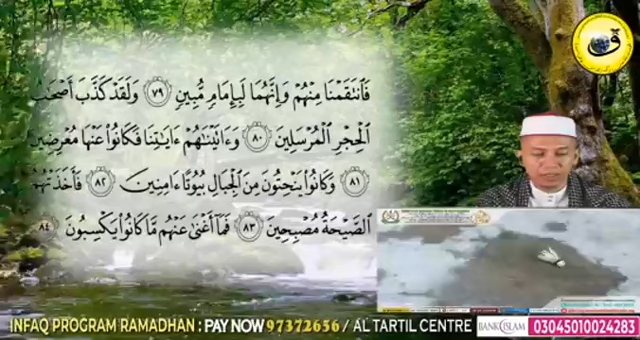 فَٱنتَقَمْنَا مِنْهُمْ وَإِنَّهُمَا لَبِإِمَامٍ مُّبِينٍ ٧٩ وَلَقَدْ كَذَّبَ أَصْحَٰبُ
ٱلْحِجْرِ ٱلْمُرْسَلِينَ ٨٠ وَءَاتَيْنَٰهُمْ ءَايَٰتِنَا فَكَانُوا۟ عَنْهَا مُعْرِضِينَ
٨١ وَكَانُوا۟ يَنْحِتُونَ مِنَ ٱلْجِبَالِ بُيُوتًا ءَامِنِينَ ٨٢ فَأَخَذَتْهُمُ
ٱلصَّيْحَةُ مُصْبِحِينَ ٨٣ فَمَآ أَغْنَىٰ عَنْهُم مَّا كَانُوا۟ يَكْسِبُونَ ٨٤
INFAQ PROGRAM RAMADHAN : PAY NOW 97372656 / AL TARTIL CENTRE BANK ISLAM 03045010024283